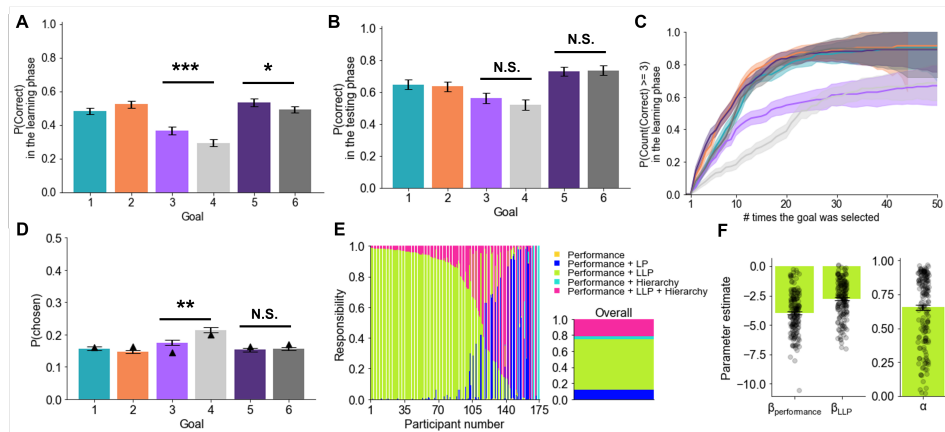 A
P(Correct)
in the learning phase
1.0
0.8
0.6
0.4
0.2
0.0
***
*
1 2 3 4 5 6
Goal
B
P(correct)
in the testing phase
1.0
0.8
0.6
0.4
0.2
0.0
N.S.
N.S.
1 2 3 4 5 6
Goal
C
P(Count(Correct) >= 3)
in the learning phase
1.0
0.8
0.6
0.4
0.2
0.0
1 10 20 30 40 50
# times the goal was selected
D
P(chosen)
0.5
0.4
0.3
0.2
0.1
0.0
**
N.S.
1 2 3 4 5 6
Goal
E
Responsibility
1.0
0.8
0.6
0.4
0.2
0.0
1 35 70 105 140 175
Participant number
Performance
Performance + LP
Performance + LLP
Performance + Hierarchy
Performance + LLP + Hierarchy
Overall
1.0
0.8
0.6
0.4
0.2
0.0
F
Parameter estimate
0.0
−2.5
−5.0
−7.5
−10.0
βperformance βLLP
1.00
0.75
0.50
0.25
0.00
α